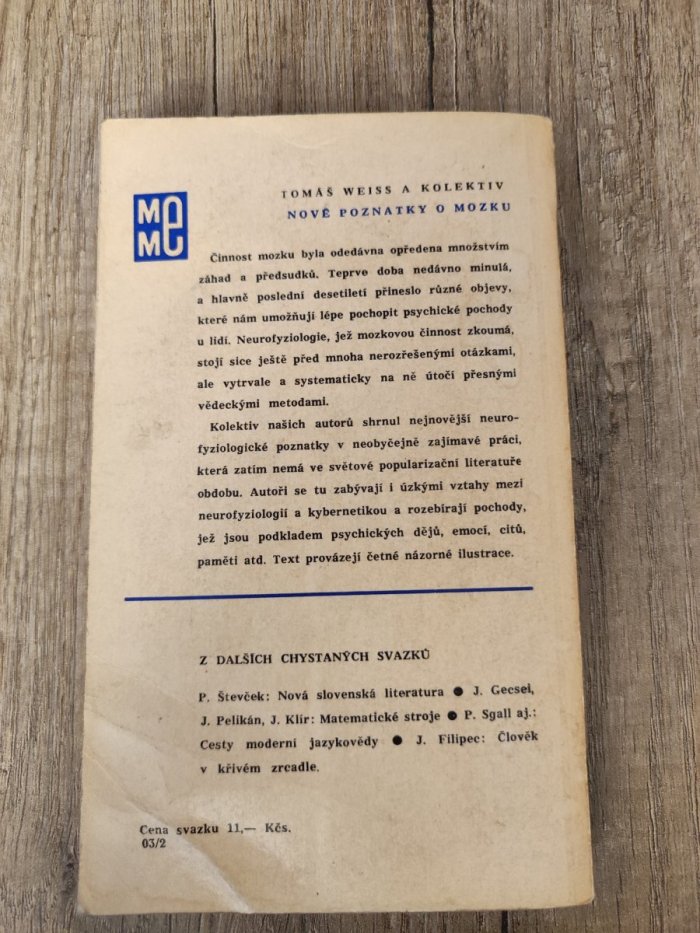 MeMe
TOMÁŠ WEISS A KOLEKTIV
NOVÉ POZNATKY O MOZKU
Činnost mozku byla odedávna opředena množstvím
záhad a předsudků. Teprve doba nedávno minulá,
a hlavně poslední desetiletí přineslo různé objevy,
které nám umožňují lépe pochopit psychické pochody
u lidí. Neurofyziologie, jež mozkovou činnost zkoumá,
stojí sice ještě před mnoha nerozřešenými otázkami,
ale vytrvale a systematicky na ně útočí přesnými
vědeckými metodami.
Kolektiv našich autorů shrnul nejnovější neuro-
fyziologické poznatky v neobyčejně zajímavé práci,
která zatím nemá ve světové popularizační literatuře
obdobu. Autoři se tu zabývají i úzkými vztahy mezi
neurofyziologií a kybernetikou a rozebírají pochody,
jež jsou podkladem psychických dějů, emocí, citů,
paměti atd. Text provázejí četné názorné ilustrace.
Z DALŠÍCH CHYSTANÝCH SVAZKŮ
P. Števček: Nová slovenská literatura ● J. Gecsei,
J. Pelikán, J. Klír: Matematické stroje ● P. Sgall aj.:
Cesty moderní jazykovědy ● J. Filipec: Člověk
v křivém zrcadle.
Cena svazku 11,— Kčs.
03/2